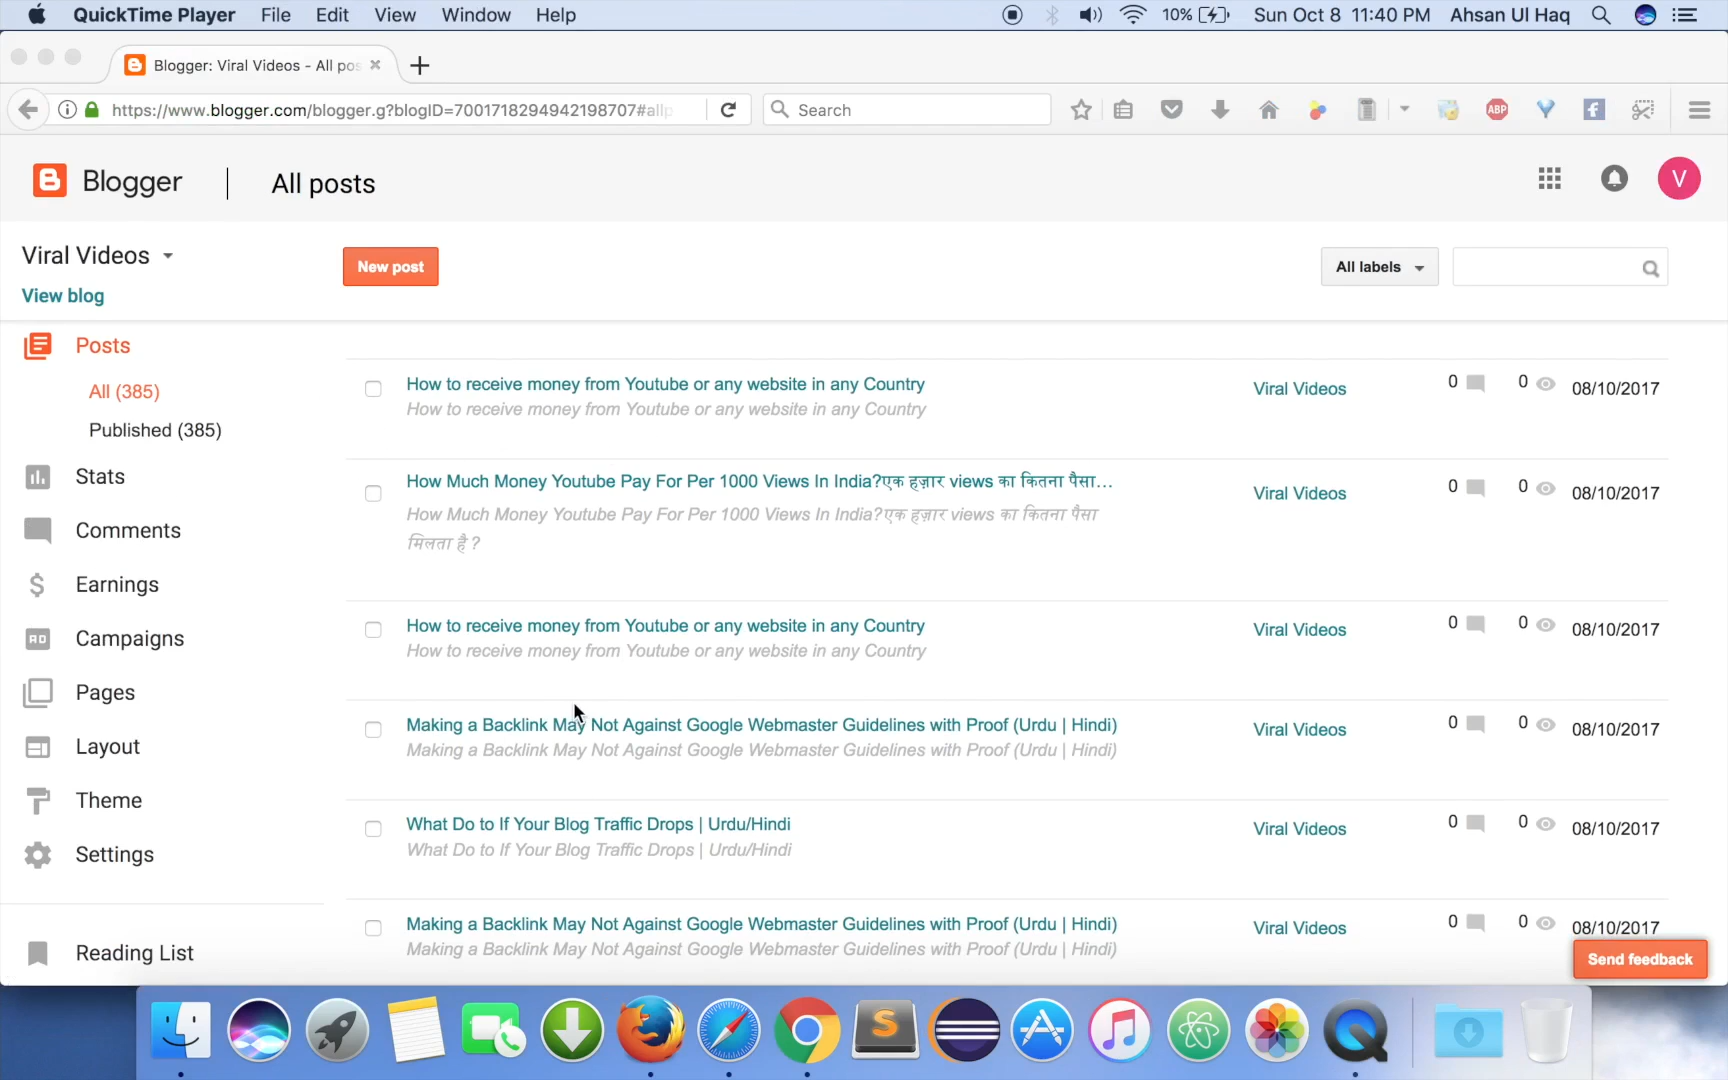 QuickTime Player File Edit View Window Help 10% Sun Oct 8 11:40 PM Ahsan Ul Haq
Blogger: Viral Videos - All pos
https://www.blogger.com/blogger.g?blogID=7001718294942198707#allp Search ABP
Blogger All posts V
Viral Videos New post All labels
View blog
Posts
All (385)
Published (385)
Stats
Comments
Earnings
Campaigns
Pages
Layout
Theme
Settings
Reading List
How to receive money from Youtube or any website in any Country Viral Videos 0 0 08/10/2017
How to receive money from Youtube or any website in any Country
How Much Money Youtube Pay For Per 1000 Views In India?एक हज़ार views का कितना पैसा... Viral Videos 0 0 08/10/2017
How Much Money Youtube Pay For Per 1000 Views In India?एक हज़ार views का कितना पैसा
मिलता है ?
How to receive money from Youtube or any website in any Country Viral Videos 0 0 08/10/2017
How to receive money from Youtube or any website in any Country
Making a Backlink May Not Against Google Webmaster Guidelines with Proof (Urdu | Hindi) Viral Videos 0 0 08/10/2017
Making a Backlink May Not Against Google Webmaster Guidelines with Proof (Urdu | Hindi)
What Do to If Your Blog Traffic Drops | Urdu/Hindi Viral Videos 0 0 08/10/2017
What Do to If Your Blog Traffic Drops | Urdu/Hindi
Making a Backlink May Not Against Google Webmaster Guidelines with Proof (Urdu | Hindi) Viral Videos 0 0 08/10/2017
Making a Backlink May Not Against Google Webmaster Guidelines with Proof (Urdu | Hindi)
Send feedback